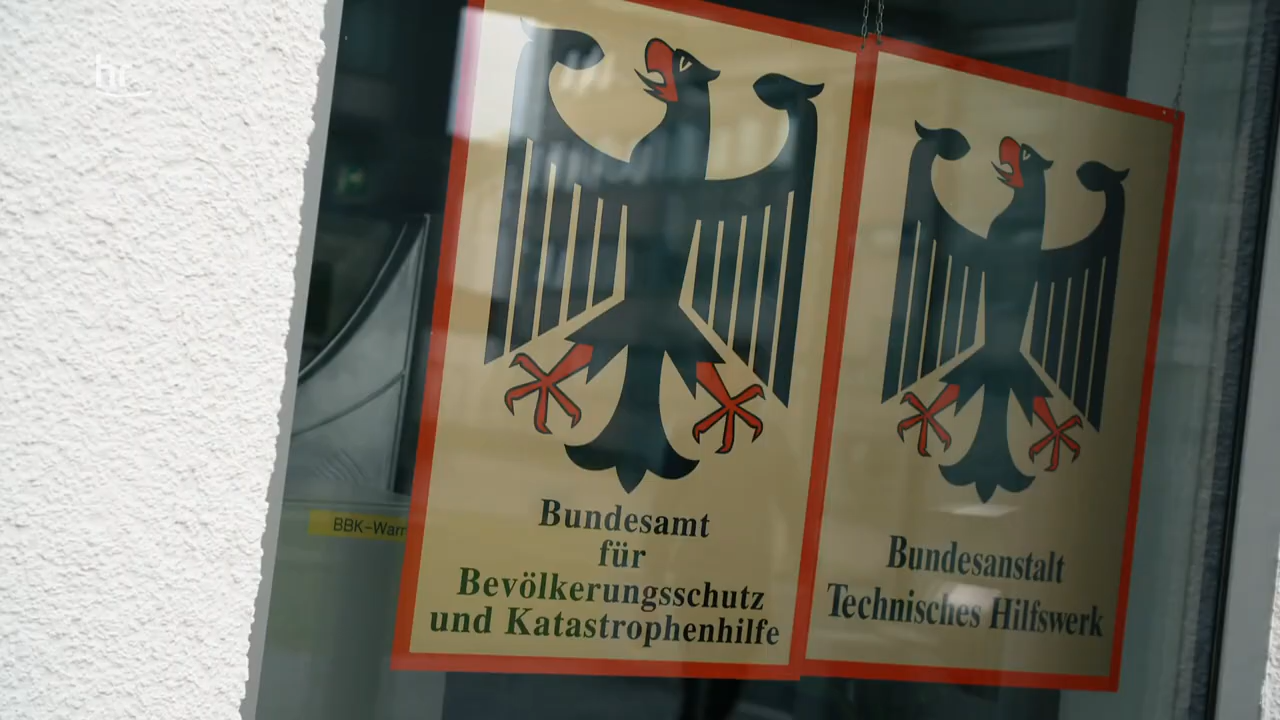 hr
BBK-Warn
Bundesamt
für
Bevölkerungsschutz
und Katastrophenhilfe
Bundesanstalt
Technisches Hilfswerk